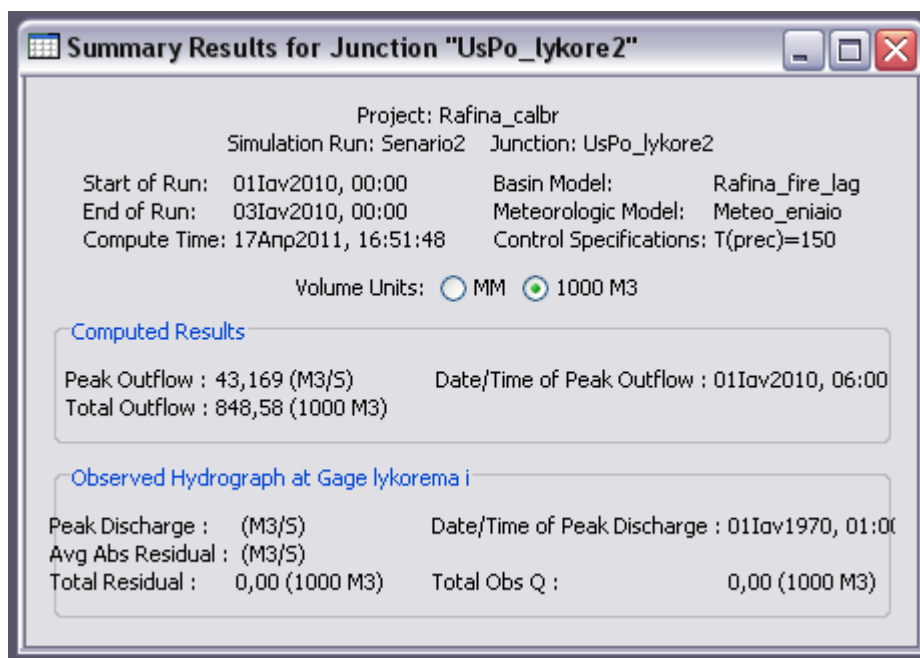 Summary Results for Junction "UsPo_lykore2"
Project: Rafina_calbr
Simulation Run: Senario2 Junction: UsPo_lykore2
Start of Run: 01Ιαν2010, 00:00 Basin Model: Rafina_fire_lag
End of Run: 03Ιαν2010, 00:00 Meteorologic Model: Meteo_eniaio
Compute Time: 17Απρ2011, 16:51:48 Control Specifications: T(prec)=150
Volume Units: MM 1000 M3
Computed Results
Peak Outflow : 43,169 (M3/S) Date/Time of Peak Outflow : 01Ιαν2010, 06:00
Total Outflow : 848,58 (1000 M3)
Observed Hydrograph at Gage lykorema i
Peak Discharge : (M3/S) Date/Time of Peak Discharge : 01Ιαν1970, 01:00
Avg Abs Residual : (M3/S)
Total Residual : 0,00 (1000 M3) Total Obs Q : 0,00 (1000 M3)